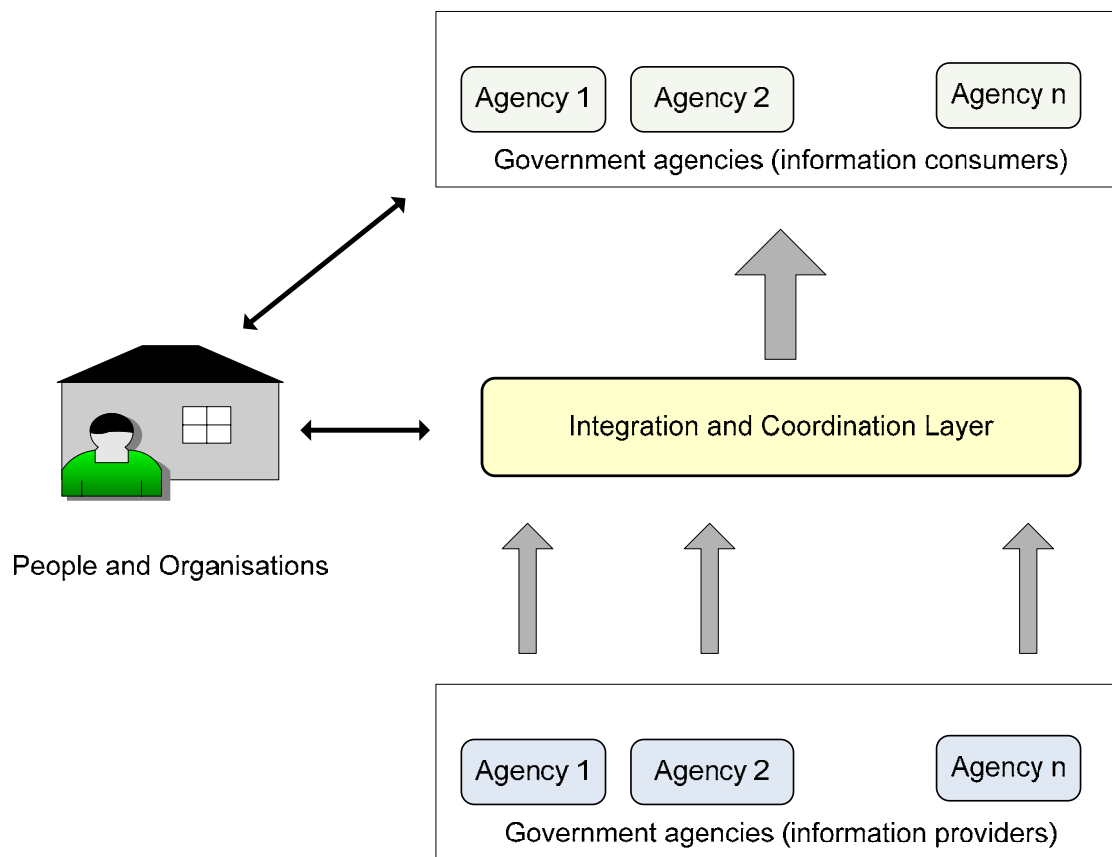 Agency 1
Agency 2
Agency n
Government agencies (information consumers)
Integration and Coordination Layer
People and Organisations
Agency 1
Agency 2
Agency n
Government agencies (information providers)